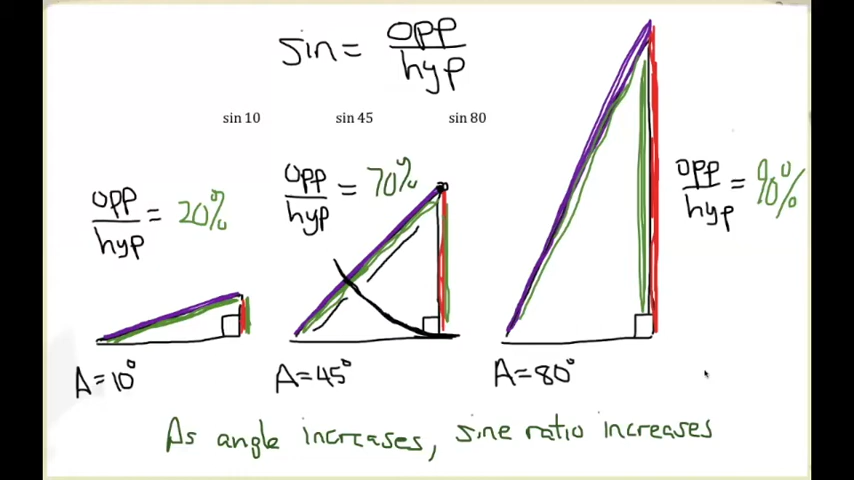 sin = opp/hyp
sin 10
sin 45
sin 80
opp/hyp = 20%
opp/hyp = 70%
opp/hyp = 90%
A=10°
A=45°
A=80°
As angle increases, sine ratio increases